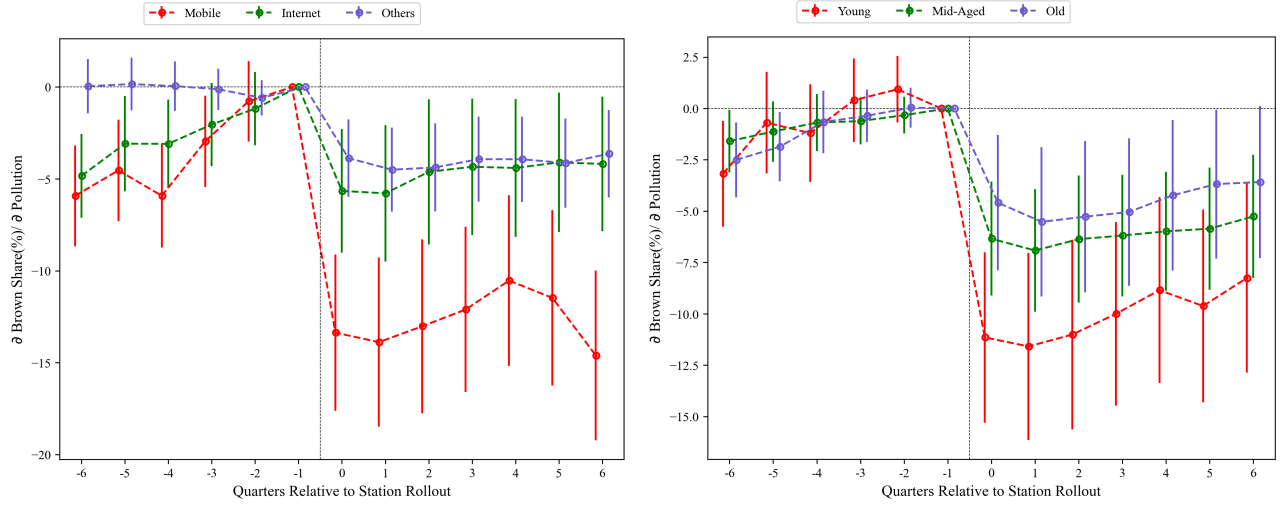 Mobile Internet Others
0
−5
−10
−15
−20
∂ Brown Share(%)/ ∂ Pollution
-6 -5 -4 -3 -2 -1 0 1 2 3 4 5 6
Quarters Relative to Station Rollout
Young Mid-Aged Old
2.5
0.0
−2.5
−5.0
−7.5
−10.0
−12.5
−15.0
∂ Brown Share(%)/ ∂ Pollution
-6 -5 -4 -3 -2 -1 0 1 2 3 4 5 6
Quarters Relative to Station Rollout